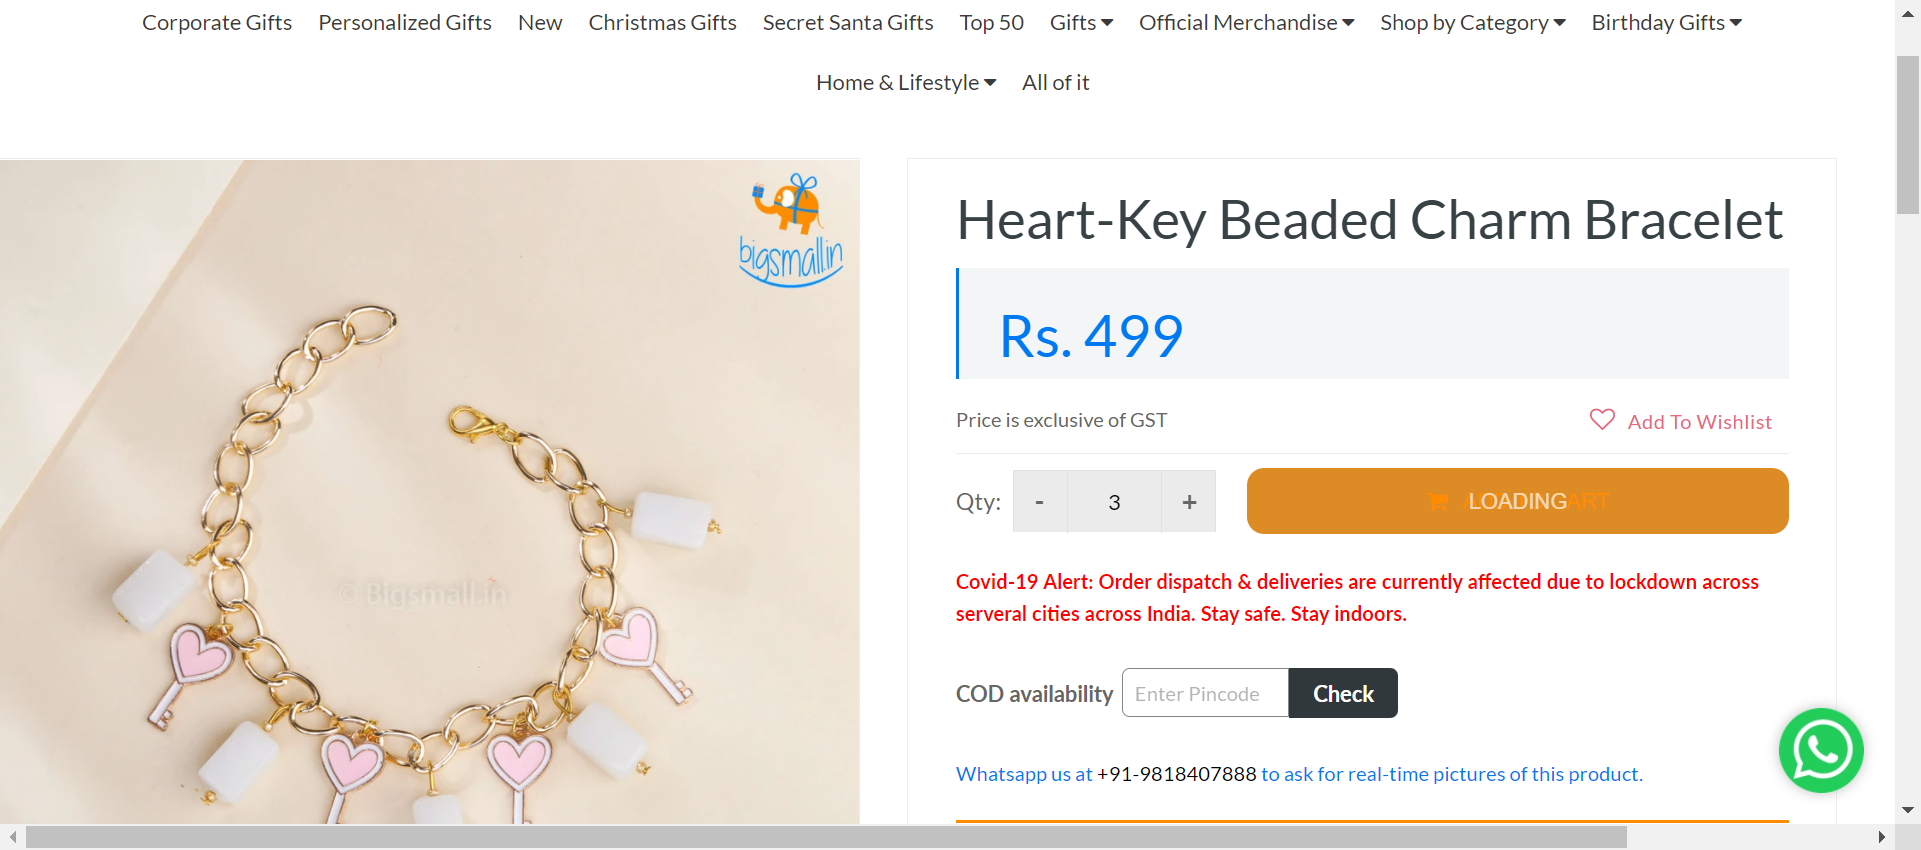 Corporate Gifts Personalized Gifts New Christmas Gifts Secret Santa Gifts Top 50 Gifts Official Merchandise Shop by Category Birthday Gifts
Home & Lifestyle All of it
bigsmall.in
© Bigsmall.in
Heart-Key Beaded Charm Bracelet
Rs. 499
Price is exclusive of GST
Add To Wishlist
Qty: - 3 +
LOADING
Covid-19 Alert: Order dispatch & deliveries are currently affected due to lockdown across
serveral cities across India. Stay safe. Stay indoors.
COD availability Enter Pincode Check
Whatsapp us at +91-9818407888 to ask for real-time pictures of this product.